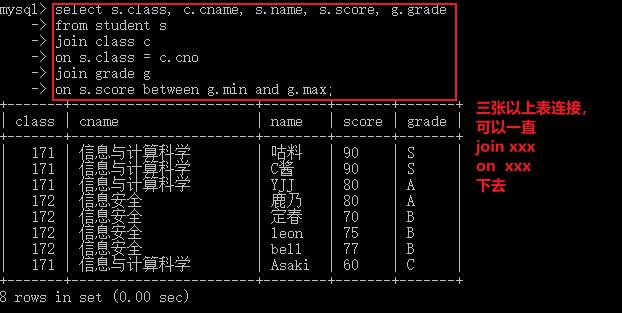 mysql> select s.class, c.cname, s.name, s.score, g.grade
-> from student s
-> join class c
-> on s.class = c.cno
-> join grade g
-> on s.score between g.min and g.max;
| class | cname | name | score | grade |
| 171 | 信息与计算科学 | 咕料 | 90 | S |
| 171 | 信息与计算科学 | C酱 | 90 | S |
| 171 | 信息与计算科学 | YJJ | 80 | A |
| 172 | 信息安全 | 鹿乃 | 80 | A |
| 172 | 信息安全 | 定春 | 70 | B |
| 172 | 信息安全 | leon | 75 | B |
| 172 | 信息安全 | bell | 77 | B |
| 171 | 信息与计算科学 | Asaki | 60 | C |
8 rows in set (0.00 sec)
三张以上表连接，
可以一直
join xxx
on xxx
下去